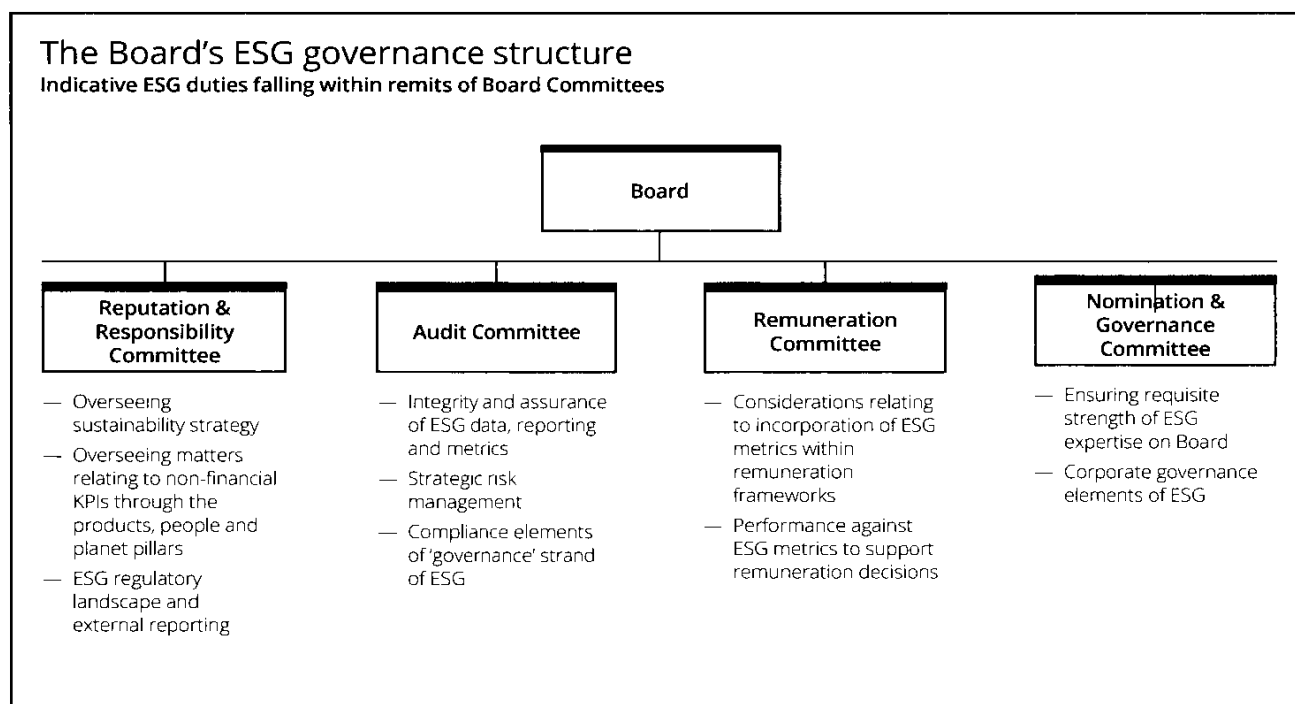 The Board's ESG governance structure
Indicative ESG duties falling within remits of Board Committees
Board
Reputation &
Responsibility
Committee
— Overseeing
sustainability strategy
— Overseeing matters
relating to non-financial
KPIs through the
products, people and
planet pillars
— ESG regulatory
landscape and
external reporting
Audit Committee
— Integrity and assurance
of ESG data, reporting
and metrics
— Strategic risk
management
— Compliance elements
of ‘governance’ strand
of ESG
Remuneration
Committee
— Considerations relating
to incorporation of ESG
metrics within
remuneration
frameworks
— Performance against
ESG metrics to support
remuneration decisions
Nomination &
Governance
Committee
— Ensuring requisite
strength of ESG
expertise on Board
— Corporate governance
elements of ESG